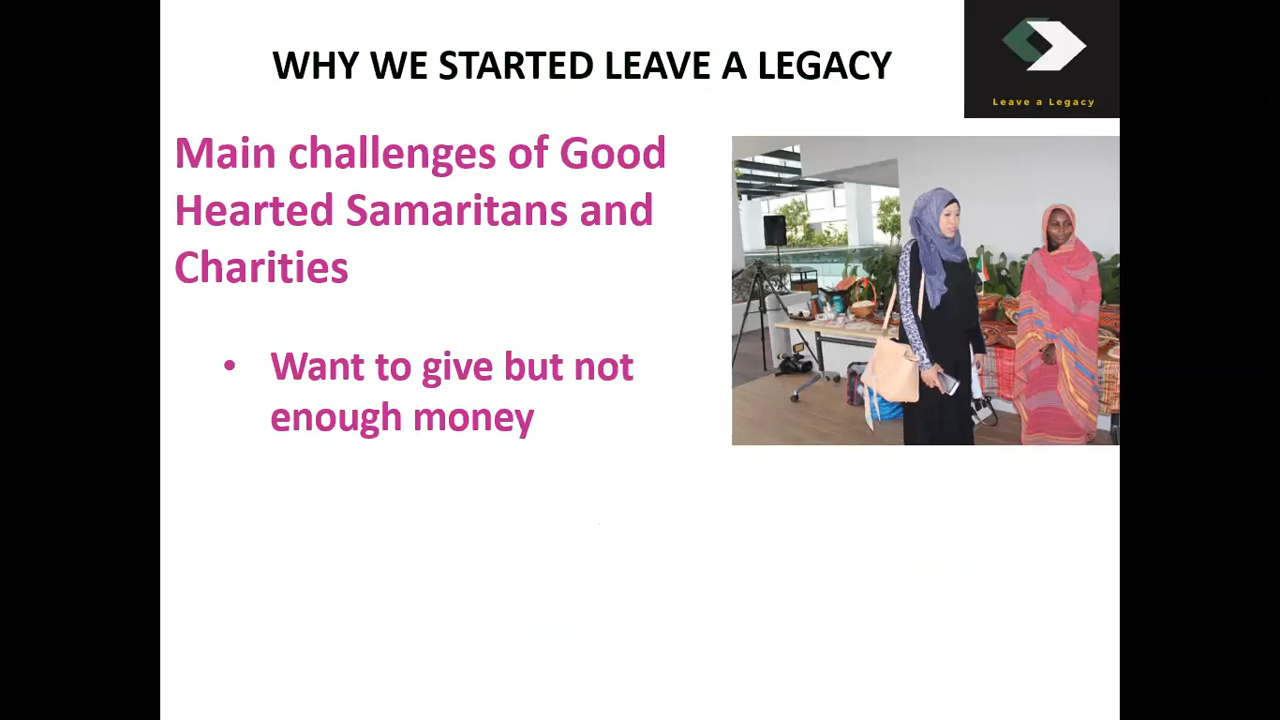 WHY WE STARTED LEAVE A LEGACY
Leave a Legacy
Main challenges of Good
Hearted Samaritans and
Charities
• Want to give but not
enough money